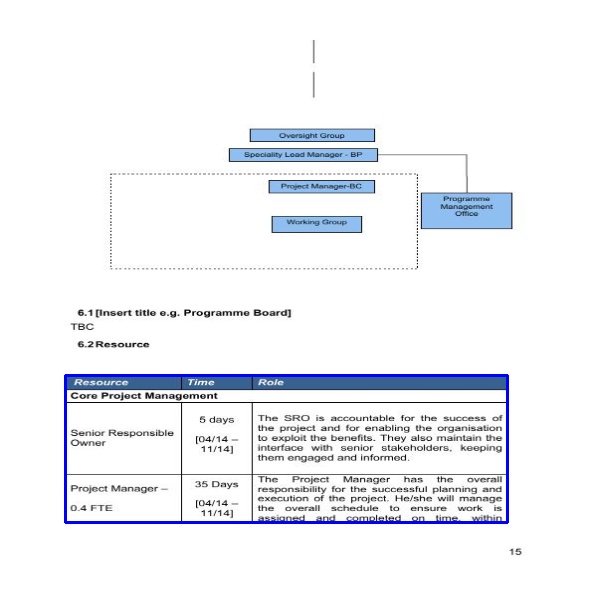 Oversight Group
Speciality Lead Manager - BP
Project Manager-BC
Programme
Management
Office
Working Group
6.1 [Insert title e.g. Programme Board]
TBC
6.2 Resource
Resource Time Role
Core Project Management
Senior Responsible
Owner
5 days
[04/14 –
11/14]
The SRO is accountable for the success of
the project and for enabling the organisation
to exploit the benefits. They also maintain the
interface with senior stakeholders, keeping
them engaged and informed.
Project Manager –
0.4 FTE
35 Days
[04/14 –
11/14]
The Project Manager has the overall
responsibility for the successful planning and
execution of the project. He/she will manage
the overall schedule to ensure work is
assigned and completed on time, within
15